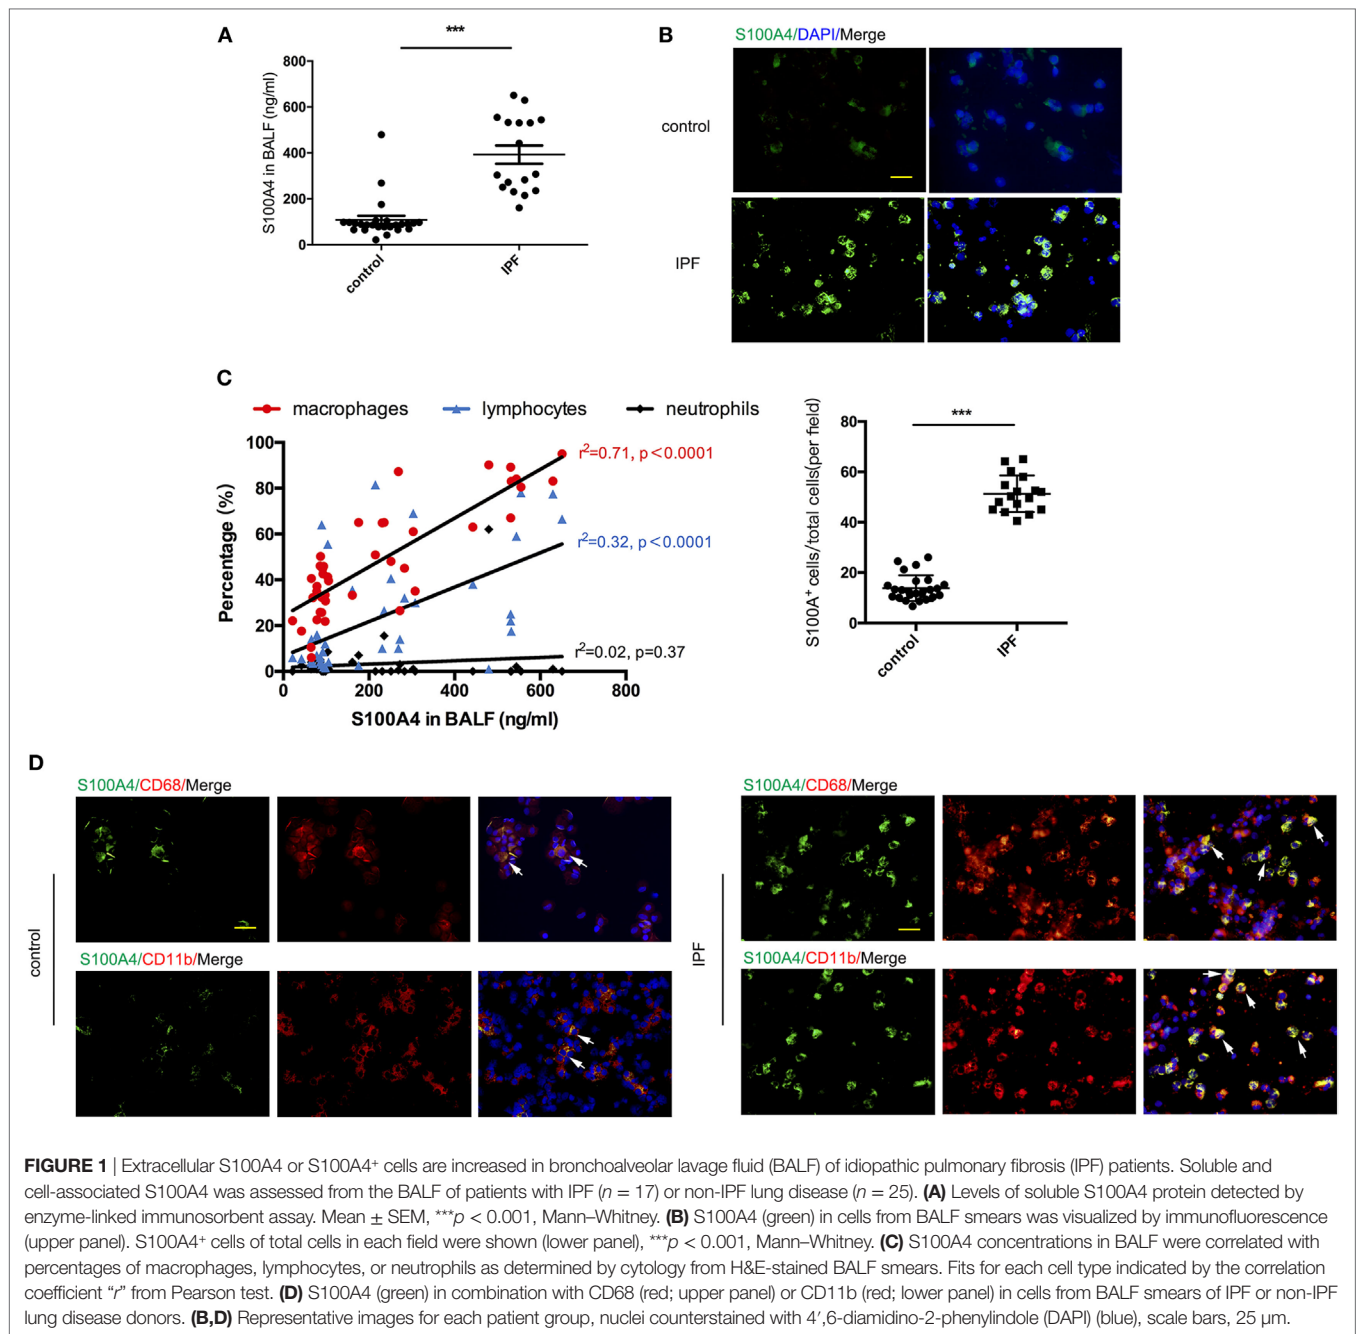 A
***
S100A4 in BALF (ng/ml)
800
600
400
200
0
control
IPF
B
S100A4/DAPI/Merge
control
IPF
C
macrophages
lymphocytes
neutrophils
Percentage (%)
100
80
60
40
20
0
0
200
400
600
800
S100A4 in BALF (ng/ml)
r²=0.71, p<0.0001
r²=0.32, p<0.0001
r²=0.02, p=0.37
***
S100A⁺ cells/total cells(per field)
80
60
40
20
0
control
IPF
D
control
S100A4/CD68/Merge
S100A4/CD11b/Merge
IPF
S100A4/CD68/Merge
S100A4/CD11b/Merge
FIGURE 1 | Extracellular S100A4 or S100A4⁺ cells are increased in bronchoalveolar lavage fluid (BALF) of idiopathic pulmonary fibrosis (IPF) patients. Soluble and
cell-associated S100A4 was assessed from the BALF of patients with IPF (n = 17) or non-IPF lung disease (n = 25). (A) Levels of soluble S100A4 protein detected by
enzyme-linked immunosorbent assay. Mean ± SEM, ***p < 0.001, Mann–Whitney. (B) S100A4 (green) in cells from BALF smears was visualized by immunofluorescence
(upper panel). S100A4⁺ cells of total cells in each field were shown (lower panel), ***p < 0.001, Mann–Whitney. (C) S100A4 concentrations in BALF were correlated with
percentages of macrophages, lymphocytes, or neutrophils as determined by cytology from H&E-stained BALF smears. Fits for each cell type indicated by the correlation
coefficient “r” from Pearson test. (D) S100A4 (green) in combination with CD68 (red; upper panel) or CD11b (red; lower panel) in cells from BALF smears of IPF or non-IPF
lung disease donors. (B,D) Representative images for each patient group, nuclei counterstained with 4′,6-diamidino-2-phenylindole (DAPI) (blue), scale bars, 25 µm.